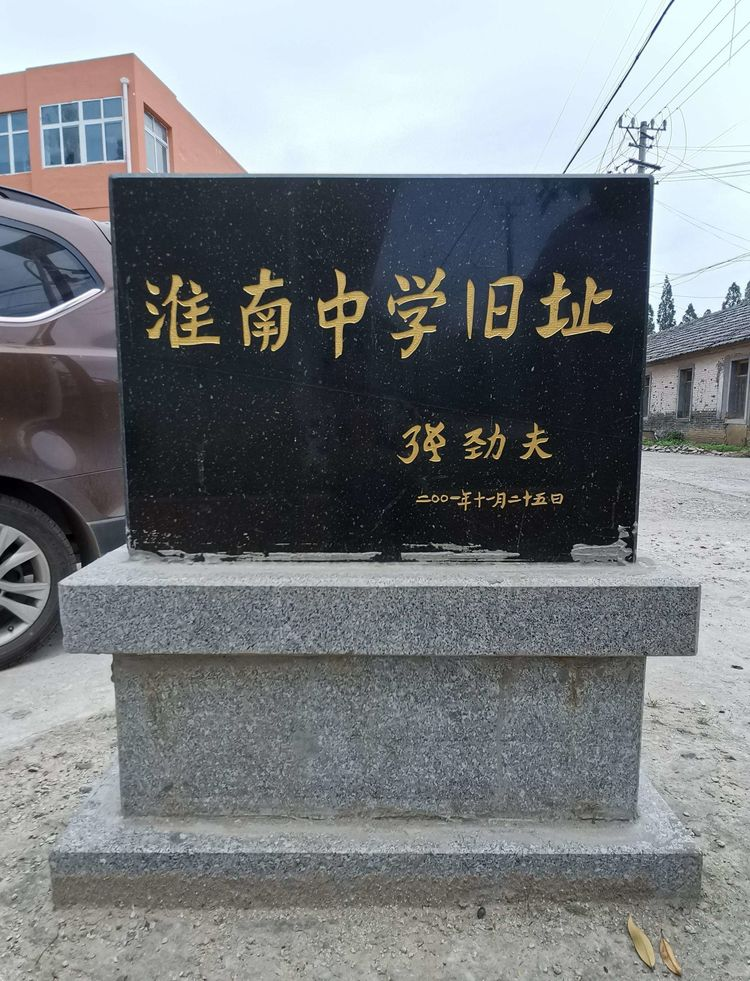 淮南中学旧址
张劲夫
二〇〇一年十一月二十五日